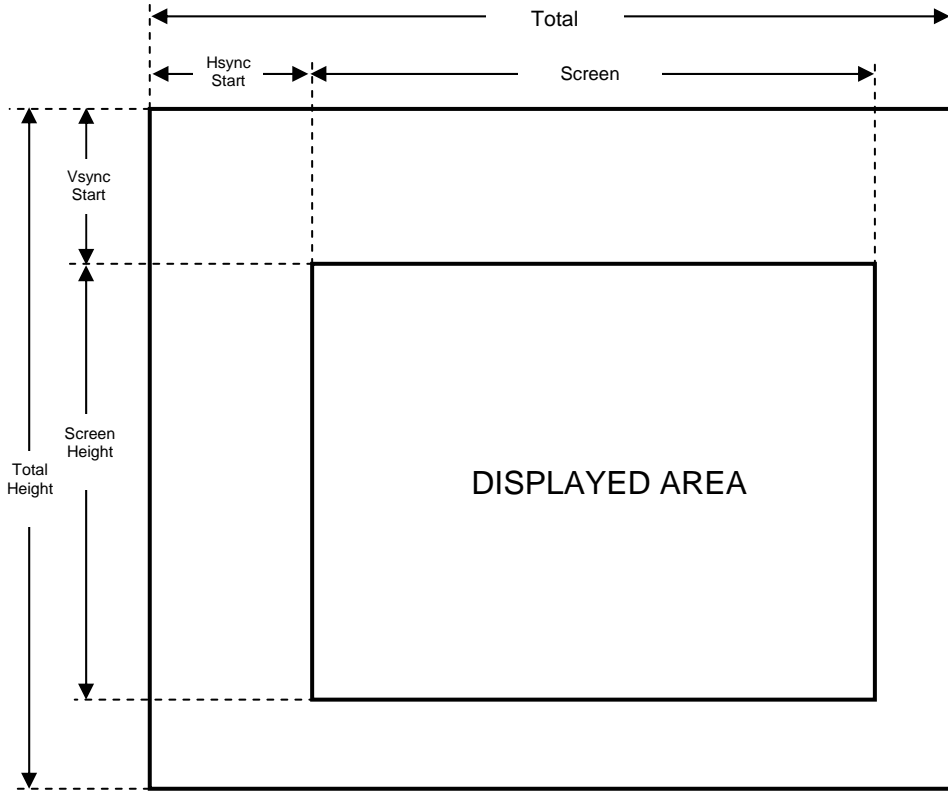 Total
Hsync
Start
Screen
Vsync
Start
Screen
Height
Total
Height
DISPLAYED AREA